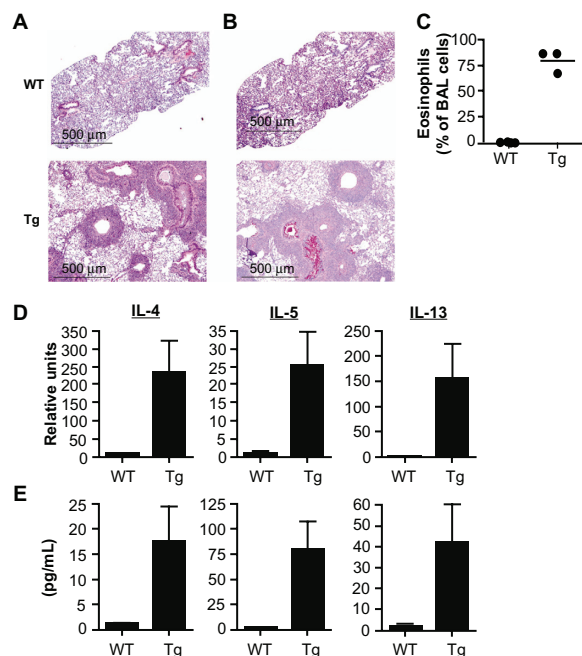 A
B
C
WT
500 μm
500 μm
Tg
500 μm
500 μm
Eosinophils
(% of BAL cells)
100
75
50
25
0
WT Tg
D
IL-4
IL-5
IL-13
Relative units
350
300
250
200
150
100
50
0
WT Tg
35
30
25
20
15
10
5
0
WT Tg
250
200
150
100
50
0
WT Tg
E
(pg/mL)
25
20
15
10
5
0
WT Tg
125
100
75
50
25
0
WT Tg
60
50
40
30
20
10
0
WT Tg